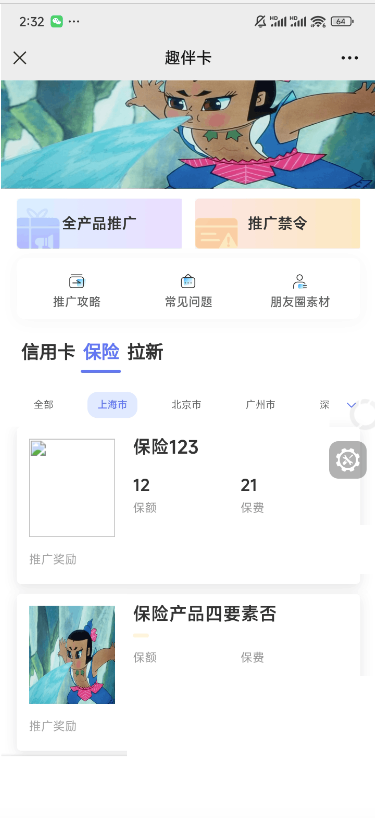 2:32
64
趣伴卡
全产品推广 推广禁令
推广攻略 常见问题 朋友圈素材
信用卡 保险 拉新
全部 上海市 北京市 广州市 深
保险123
12 21
保额 保费
推广奖励
保险产品四要素否
保额 保费
推广奖励